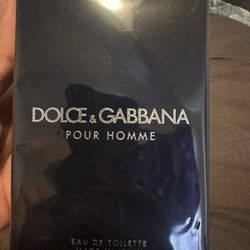 DOLCE & GABBANA
POUR HOMME
EAU DE TOILETTE